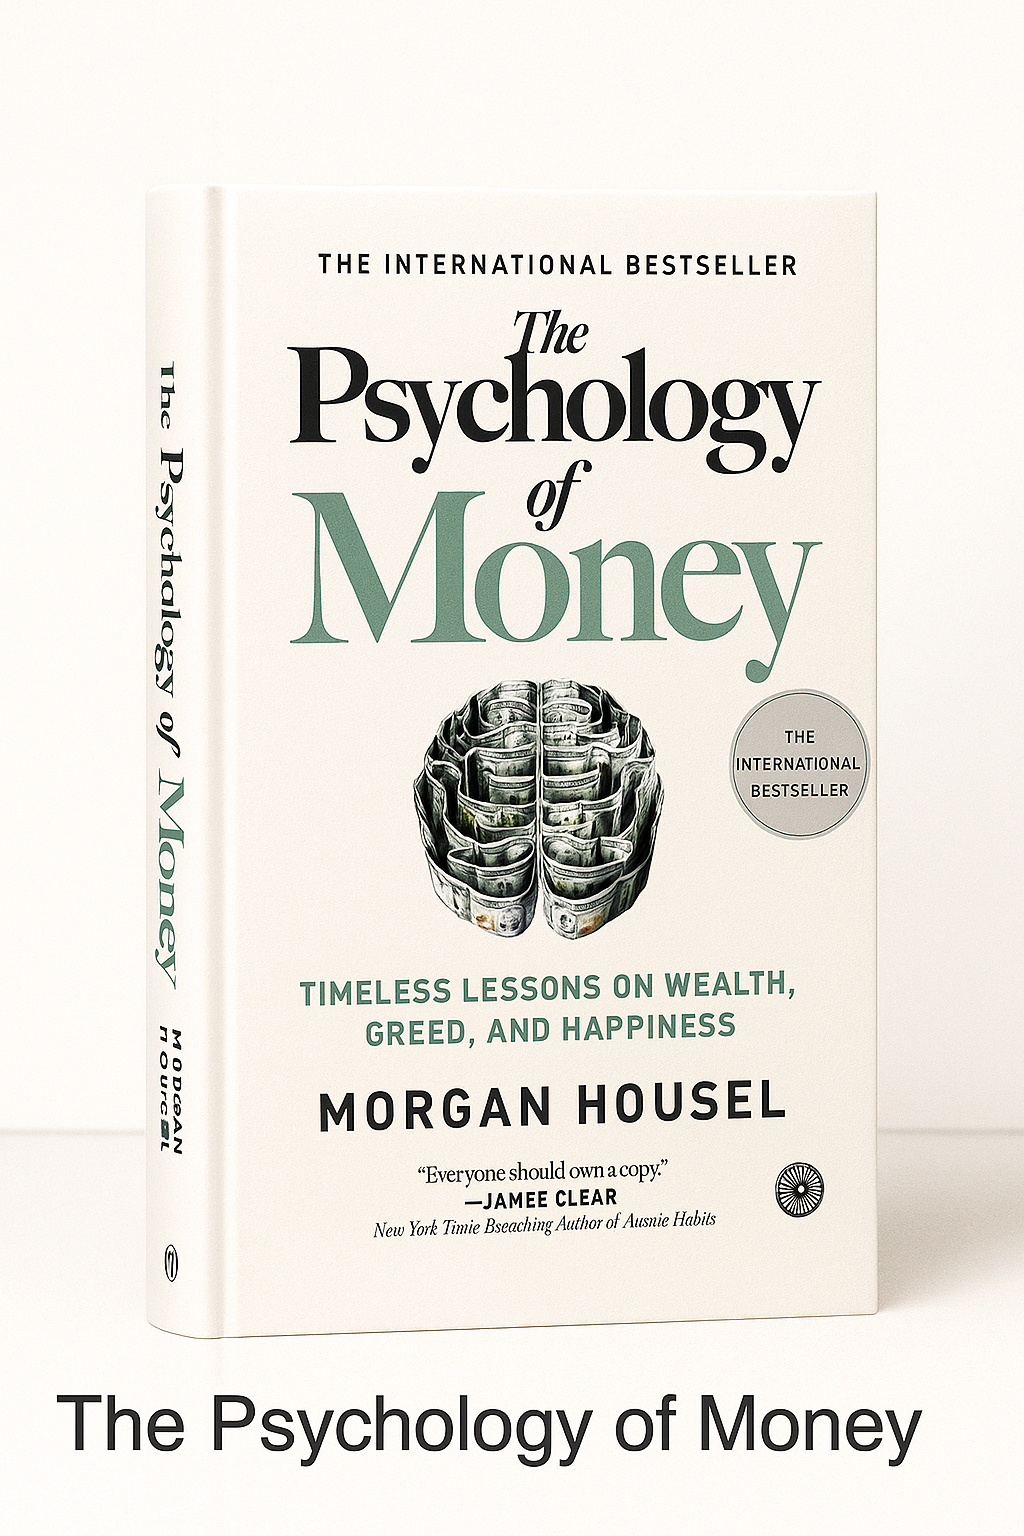 THE INTERNATIONAL BESTSELLER
The
Psychology
of
Money
THE
INTERNATIONAL
BESTSELLER
TIMELESS LESSONS ON WEALTH,
GREED, AND HAPPINESS
MORGAN HOUSEL
“Everyone should own a copy.”
—JAMEE CLEAR
New York Timie Bseaching Author of Ausnie Habits
The Psychalogy of Money
The Psychology of Money